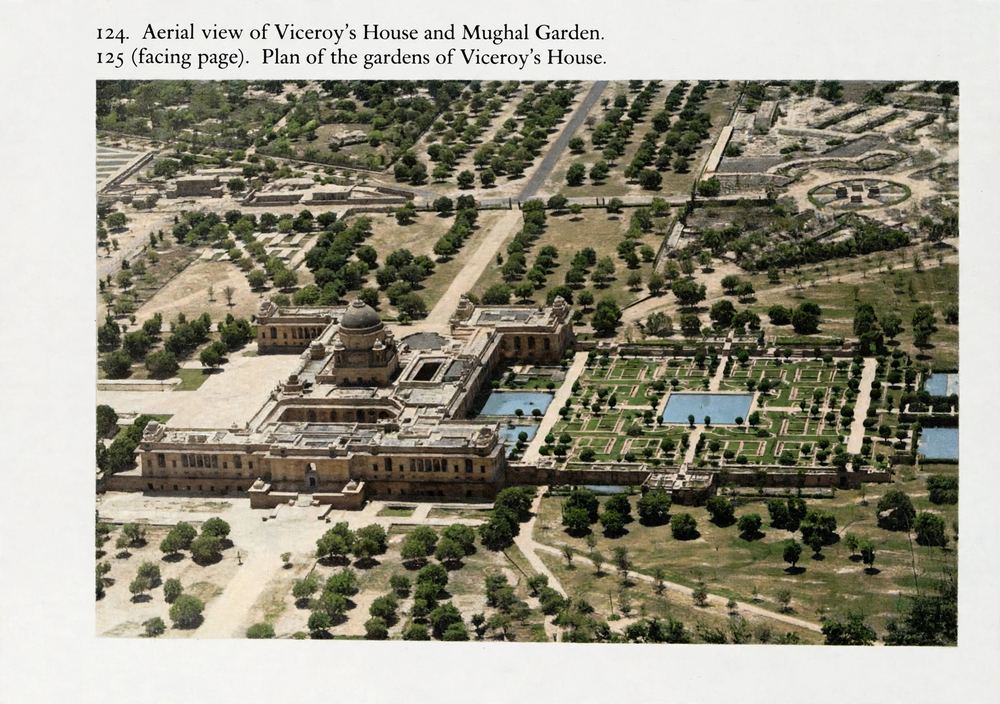 124. Aerial view of Viceroy’s House and Mughal Garden.
125 (facing page). Plan of the gardens of Viceroy’s House.